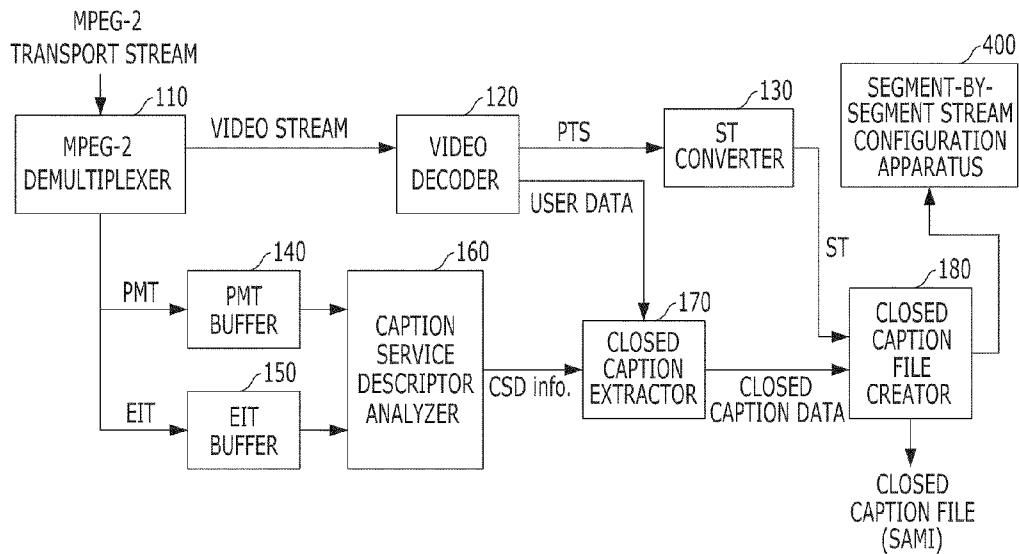 MPEG-2
TRANSPORT STREAM
110
MPEG-2
DEMULTIPLEXER
VIDEO STREAM
120
VIDEO
DECODER
PTS
USER DATA
130
ST
CONVERTER
400
SEGMENT-BY-
SEGMENT STREAM
CONFIGURATION
APPARATUS
ST
PMT
140
PMT
BUFFER
EIT
150
EIT
BUFFER
160
CAPTION
SERVICE
DESCRIPTOR
ANALYZER
CSD info.
170
CLOSED
CAPTION
EXTRACTOR
CLOSED
CAPTION DATA
180
CLOSED
CAPTION
FILE
CREATOR
CLOSED
CAPTION FILE
(SAMI)